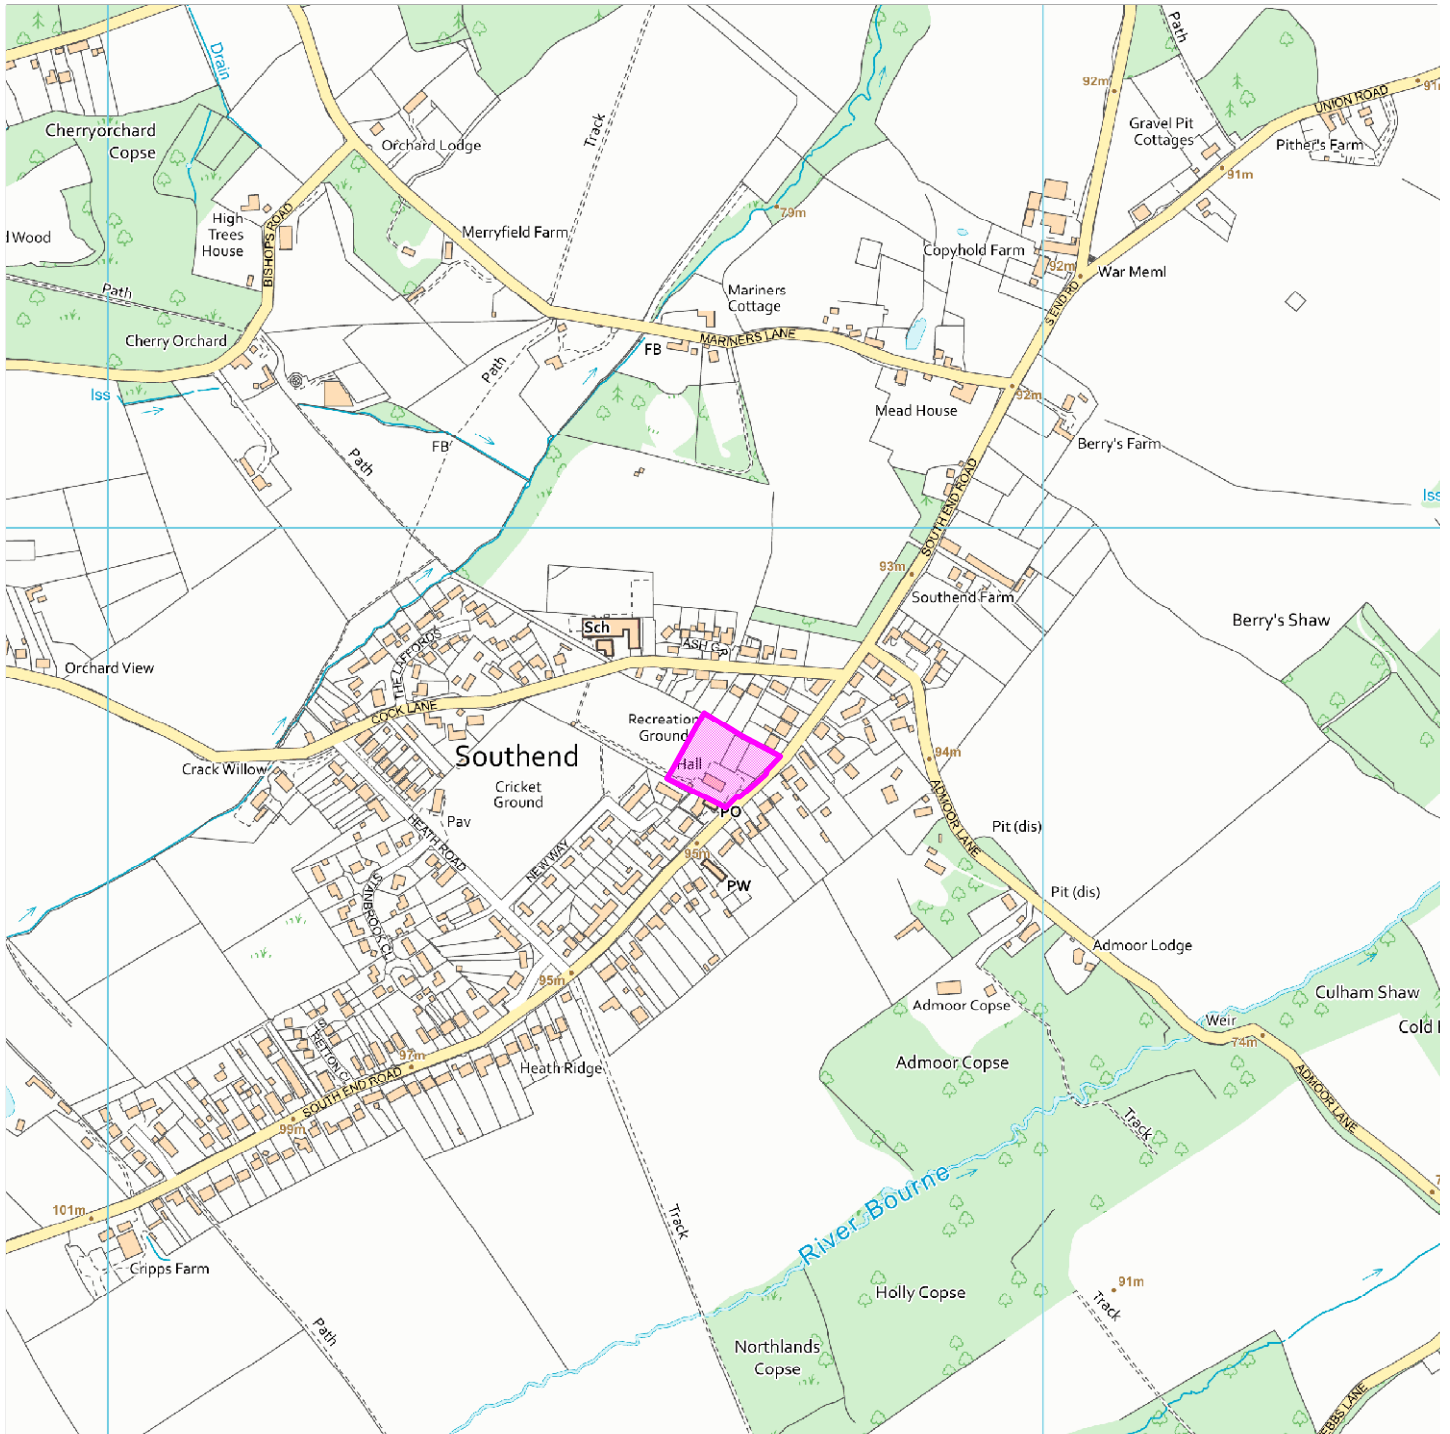 Path
Drain
92m
UNION ROAD
Cherryorchard
Copse
Track
Orchard Lodge
Gravel Pit
Cottages
Pither's Farm
91m
High
Trees
House
BISHOPS ROAD
79m
Merryfield Farm
d Wood
Copyhold Farm
92m
War Meml
Path
Mariners
Cottage
S END RD
Cherry Orchard
MARINERS LANE
FB
Path
Iss
92m
Mead House
Berry's Farm
FB
Path
SOUTH END ROAD
Iss
93m
Southend Farm
Sch
Berry's Shaw
ASH GR
THE LAFFORDS
Orchard View
COCK LANE
Recreation
Ground
Southend
94m
Hall
Crack Willow
Cricket
Ground
PO
ADMOOR LANE
Pav
Pit (dis)
HEATH ROAD
NEW WAY
95m
PW
Pit (dis)
STANBROOK CL
Admoor Lodge
95m
Culham Shaw
Admoor Copse
Weir
Cold
74m
STRETTON CL
97m
Heath Ridge
Admoor Copse
SOUTH END ROAD
ADMOOR LANE
99m
Track
River Bourne
101m
Track
Cripps Farm
91m
Holly Copse
Track
Path
Northlands
Copse
EBBS LANE